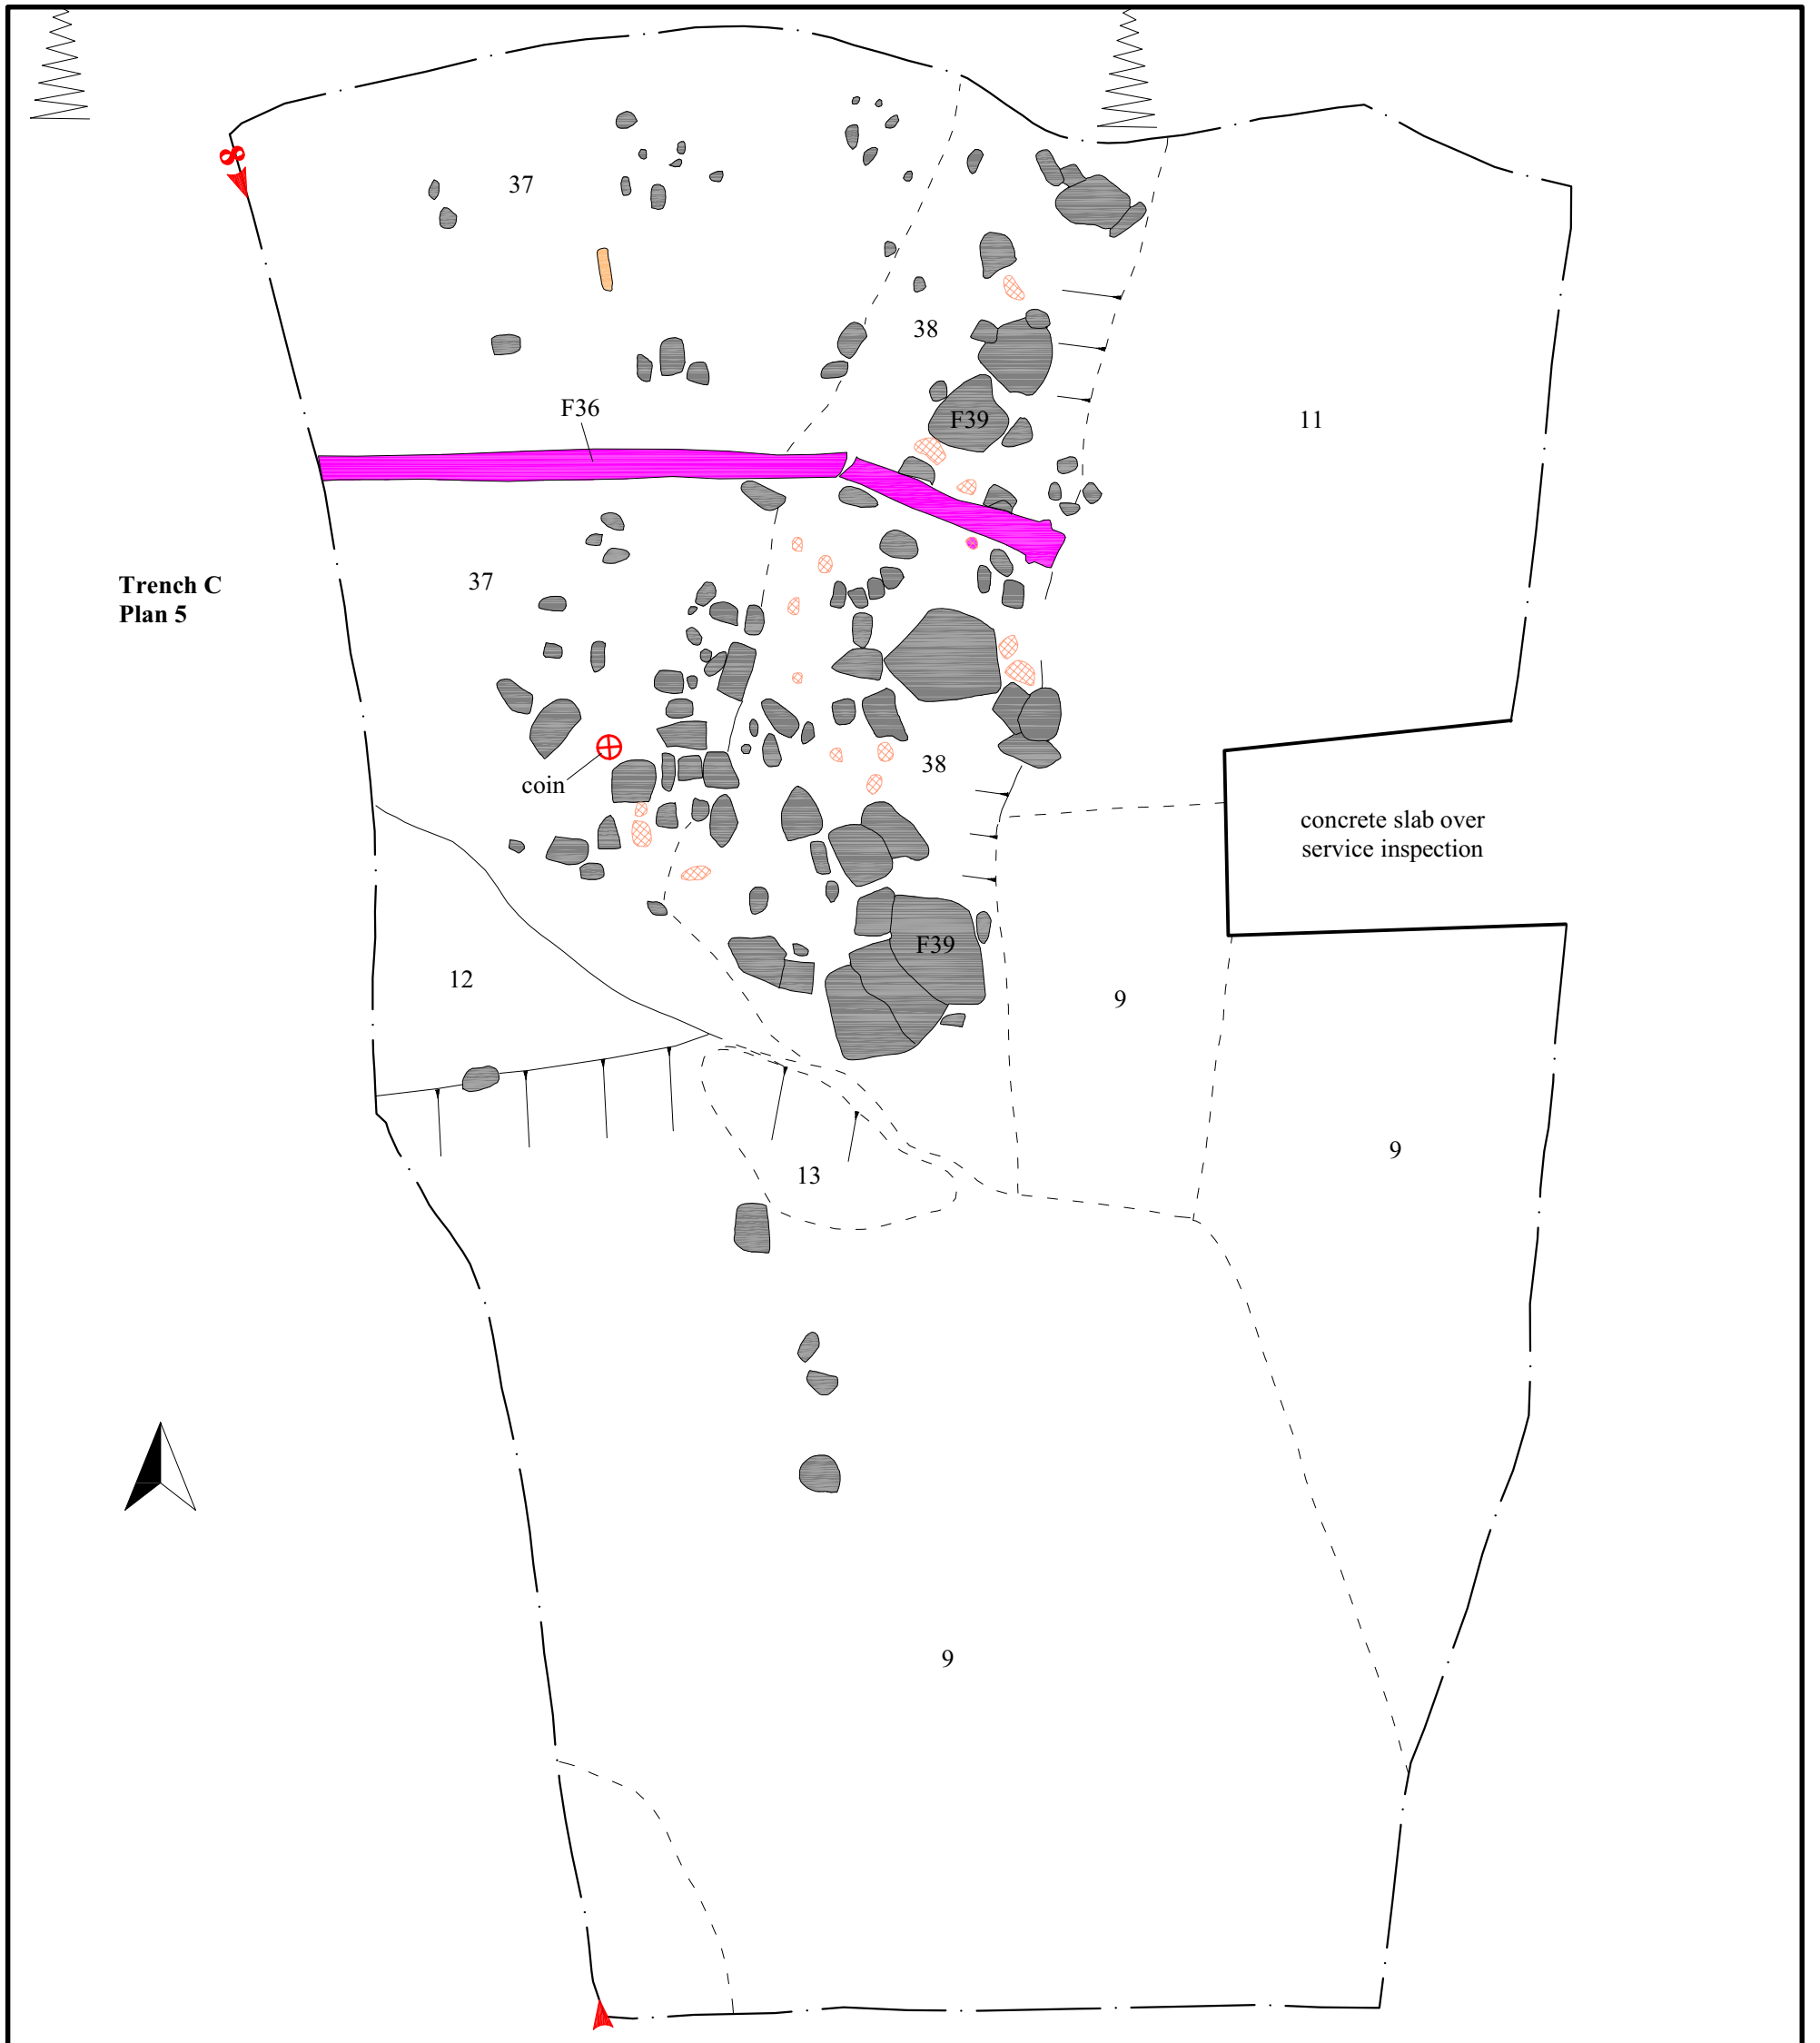 8
37
38
F36
F39
11
Trench C
Plan 5
37
38
coin
concrete slab over
service inspection
F39
12
9
9
13
9